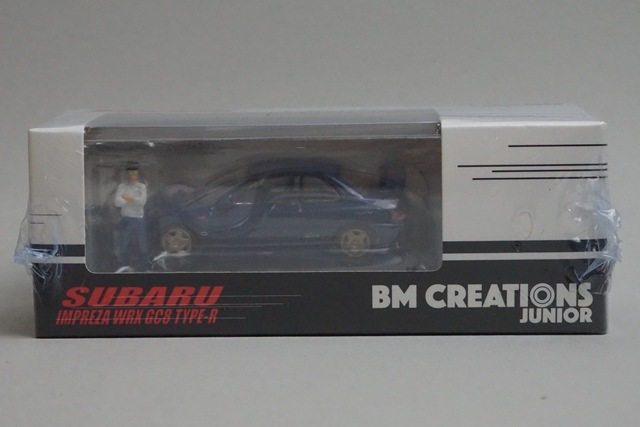 SUBARU
IMPREZA WRX GC8 TYPE-R
BM CREATIONS
JUNIOR